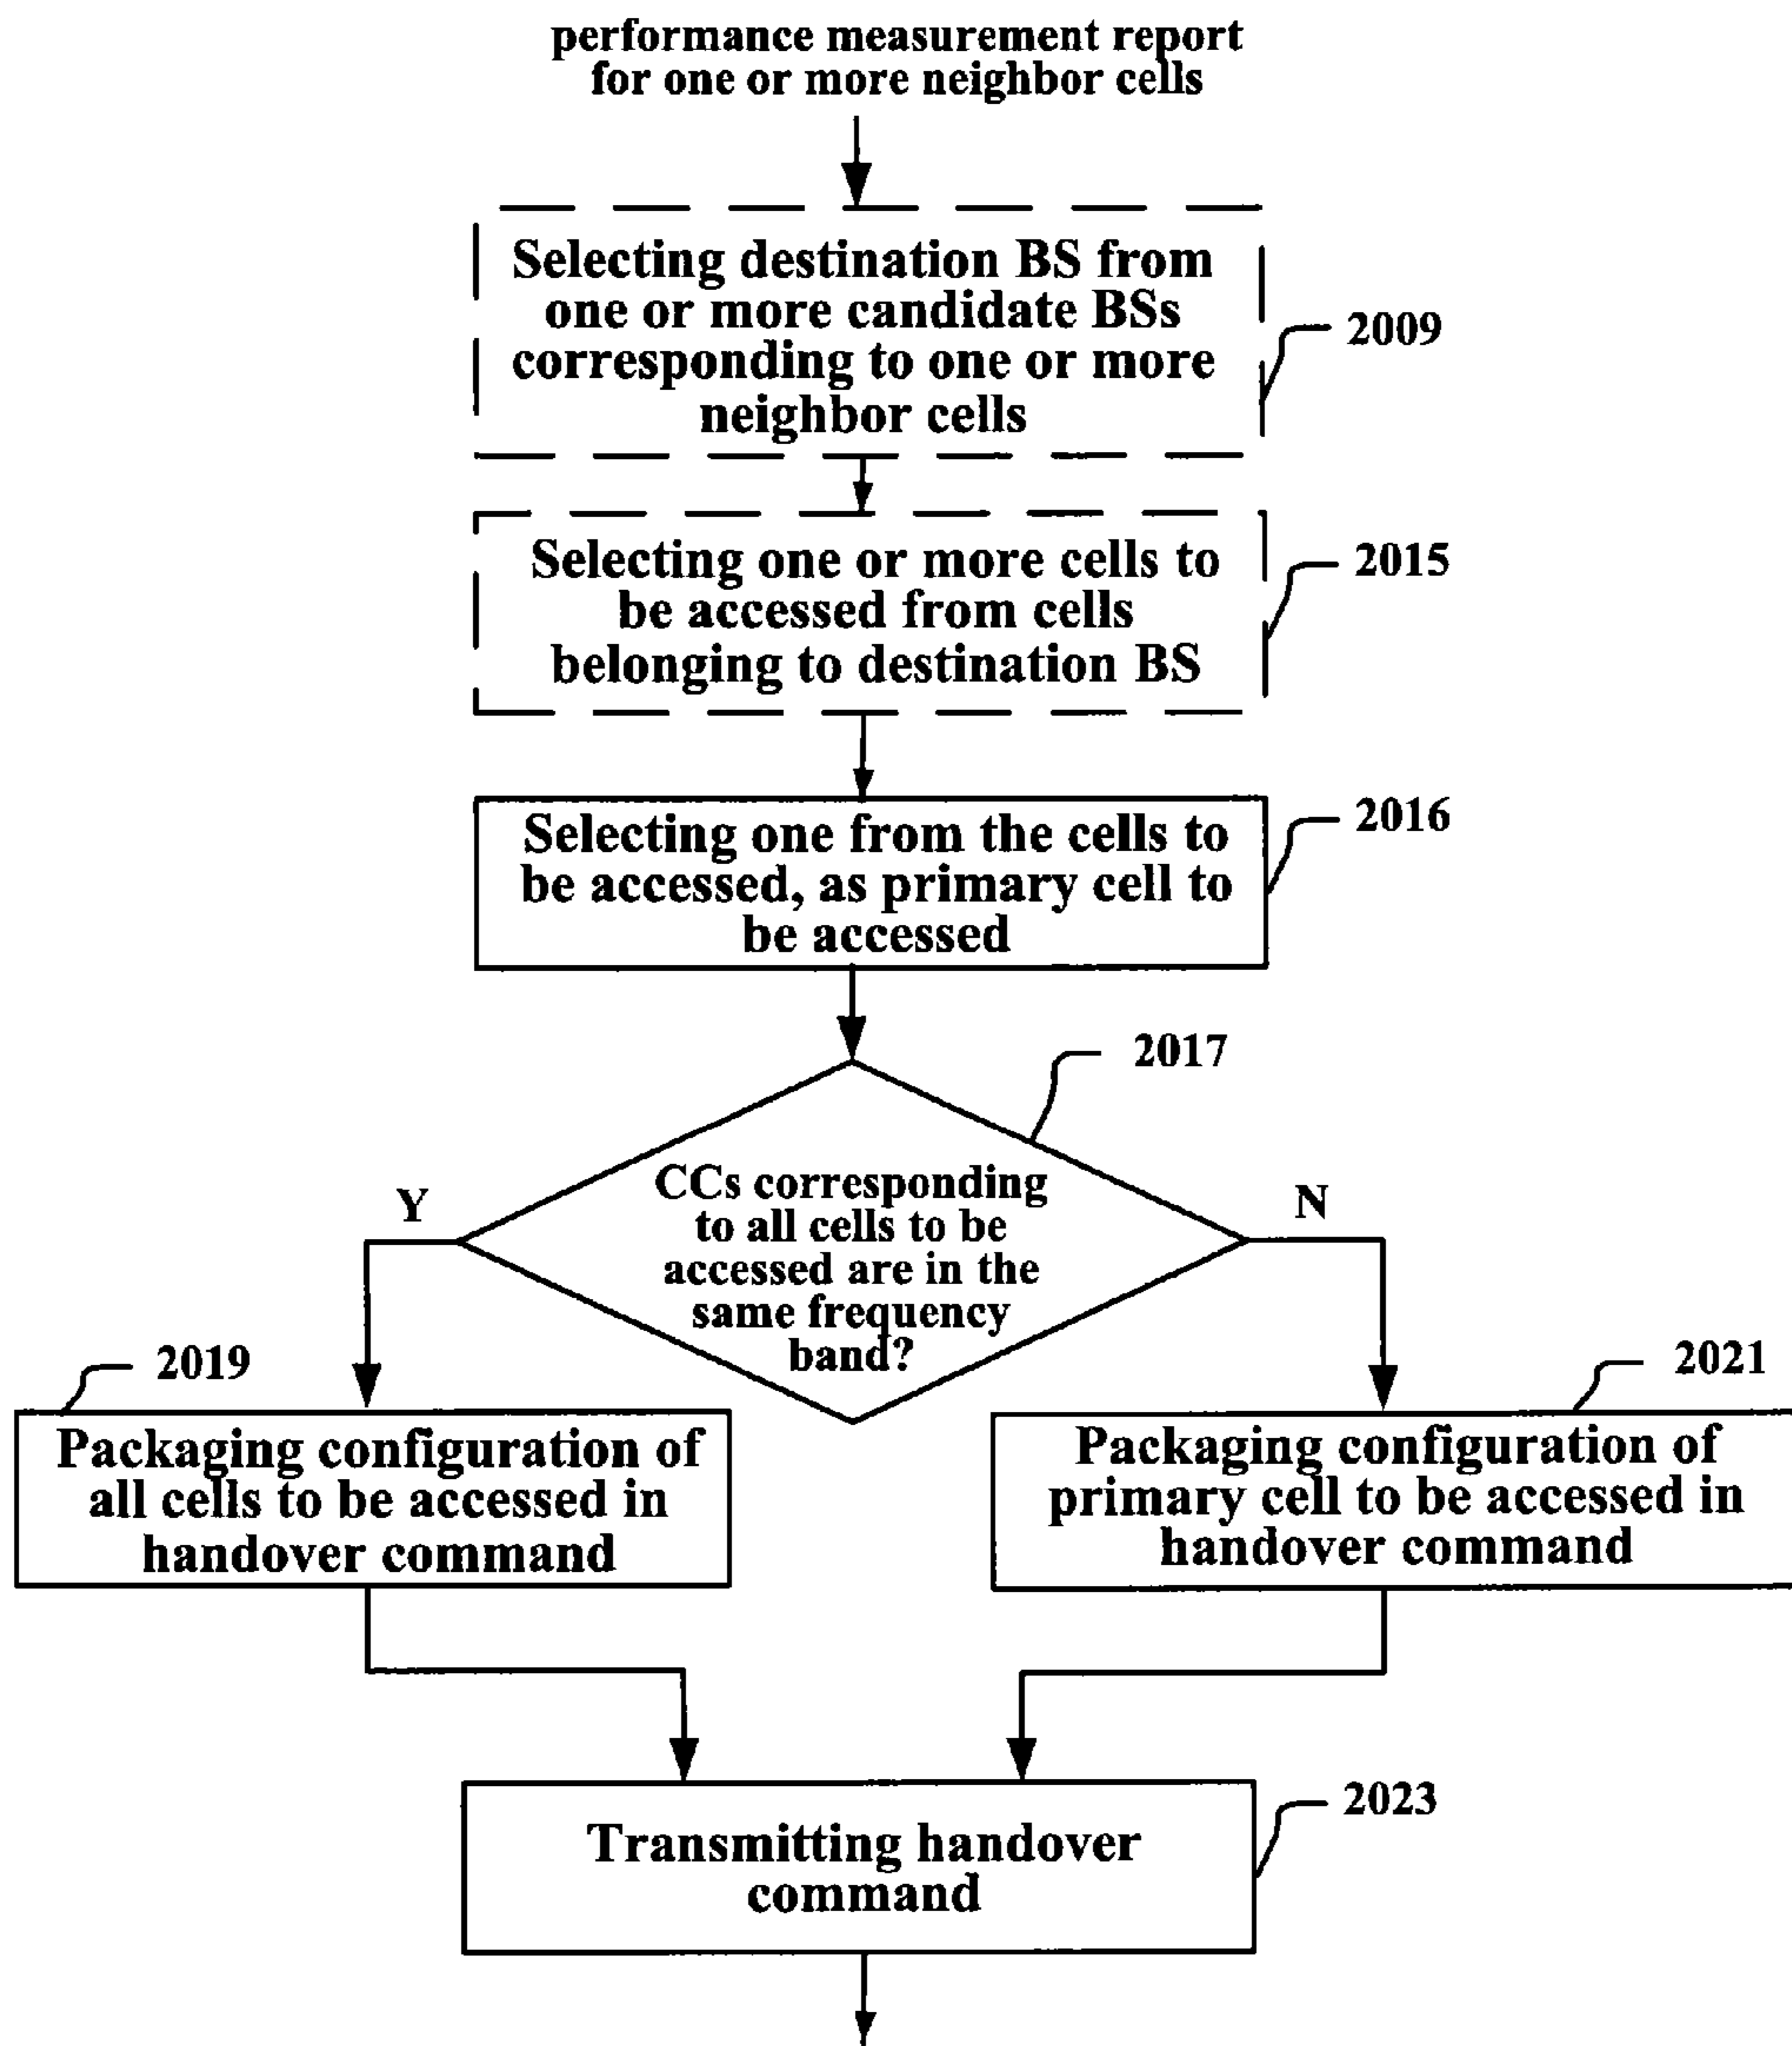 performance measurement report
for one or more neighbor cells
Selecting destination BS from
one or more candidate BSs
corresponding to one or more
neighbor cells
2009
Selecting one or more cells to
be accessed from cells
belonging to destination BS
2015
Selecting one from the cells to
be accessed, as primary cell to
be accessed
2016
2017
CCs corresponding
to all cells to be
accessed are in the
same frequency
band?
Y
N
2019
Packaging configuration of
all cells to be accessed in
handover command
2021
Packaging configuration of
primary cell to be accessed in
handover command
Transmitting handover
command
2023